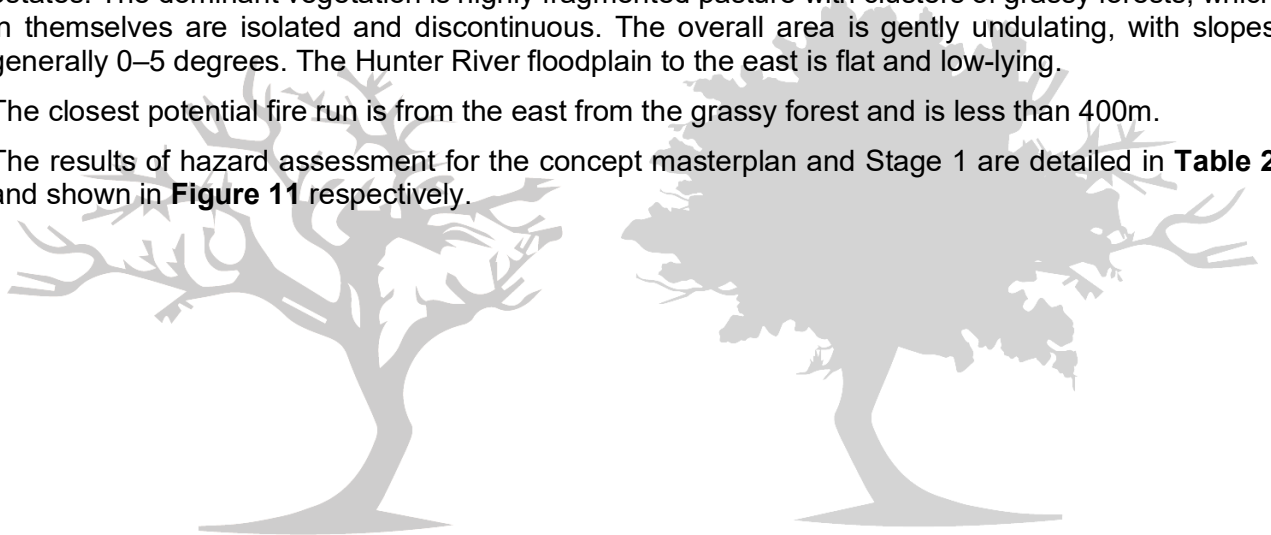 estates. The dominant vegetation is highly fragmented pasture with clusters of grassy forests, which
in themselves are isolated and discontinuous. The overall area is gently undulating, with slopes
generally 0–5 degrees. The Hunter River floodplain to the east is flat and low-lying.
The closest potential fire run is from the east from the grassy forest and is less than 400m.
The results of hazard assessment for the concept masterplan and Stage 1 are detailed in Table 2
and shown in Figure 11 respectively.